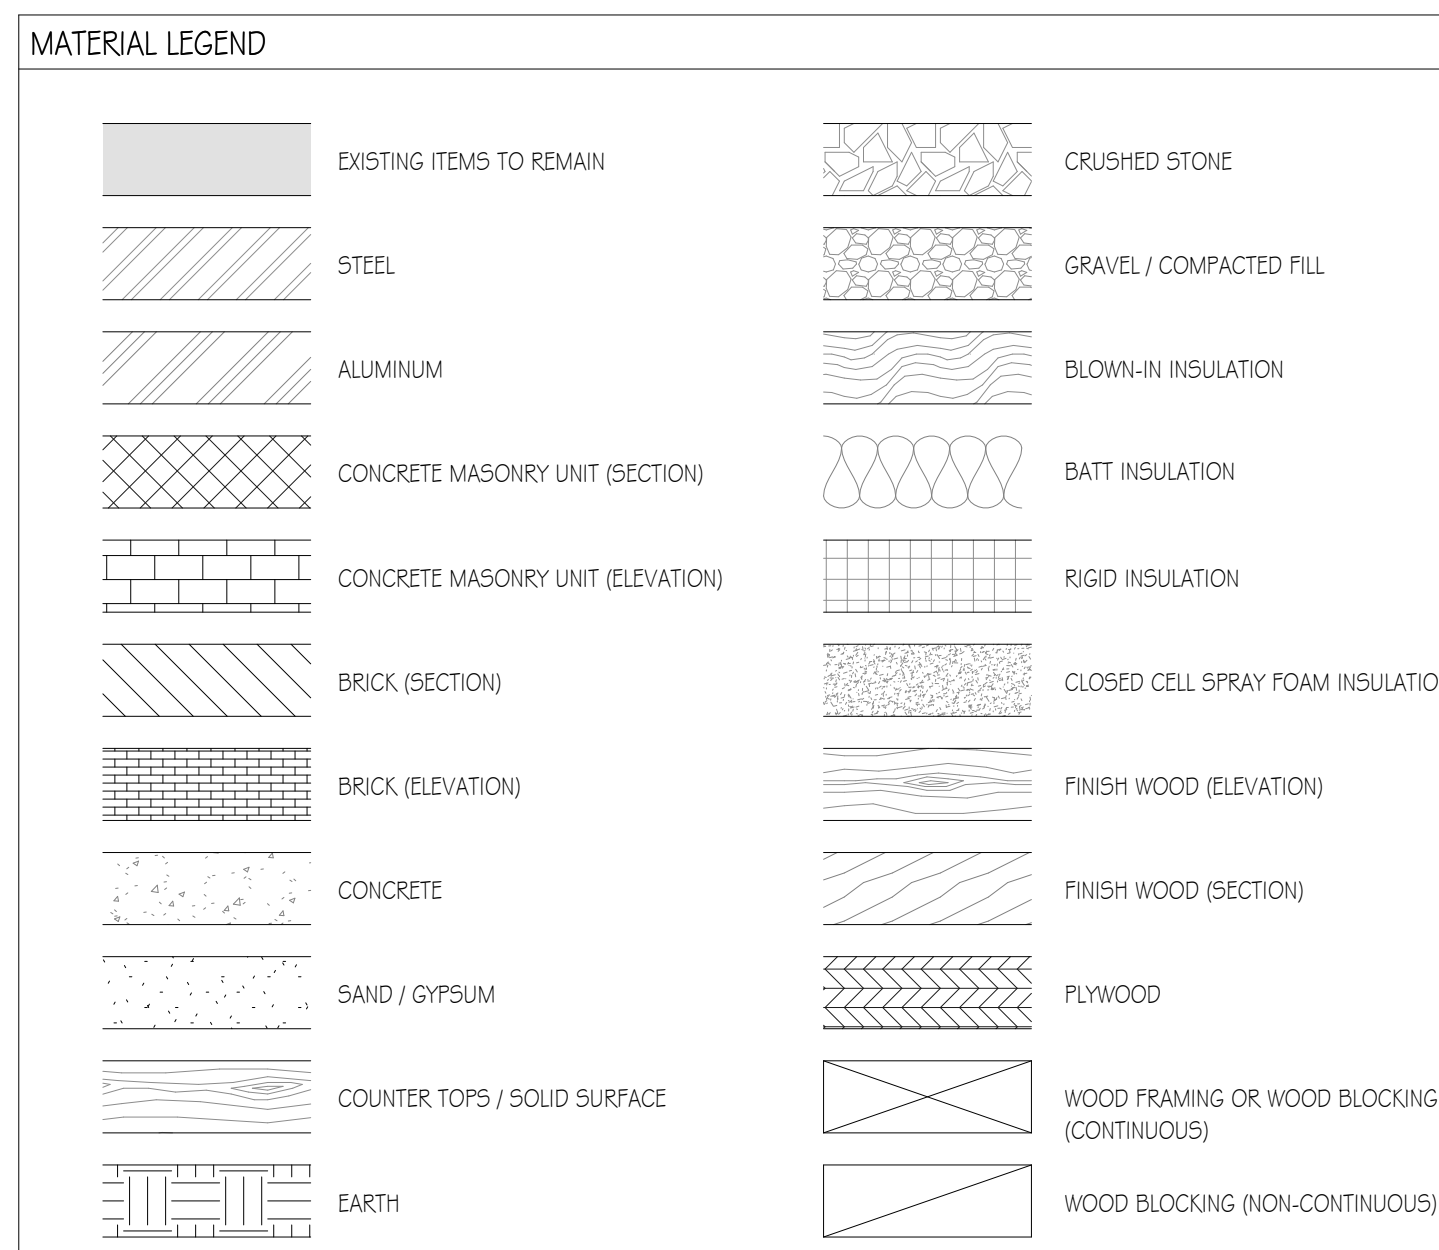 MATERIAL LEGEND
EXISTING ITEMS TO REMAIN
STEEL
ALUMINUM
CONCRETE MASONRY UNIT (SECTION)
CONCRETE MASONRY UNIT (ELEVATION)
BRICK (SECTION)
BRICK (ELEVATION)
CONCRETE
SAND / GYPSUM
COUNTER TOPS / SOLID SURFACE
EARTH
CRUSHED STONE
GRAVEL / COMPACTED FILL
BLOWN-IN INSULATION
BATT INSULATION
RIGID INSULATION
CLOSED CELL SPRAY FOAM INSULATIO
FINISH WOOD (ELEVATION)
FINISH WOOD (SECTION)
PLYWOOD
WOOD FRAMING OR WOOD BLOCKING
(CONTINUOUS)
WOOD BLOCKING (NON-CONTINUOUS)